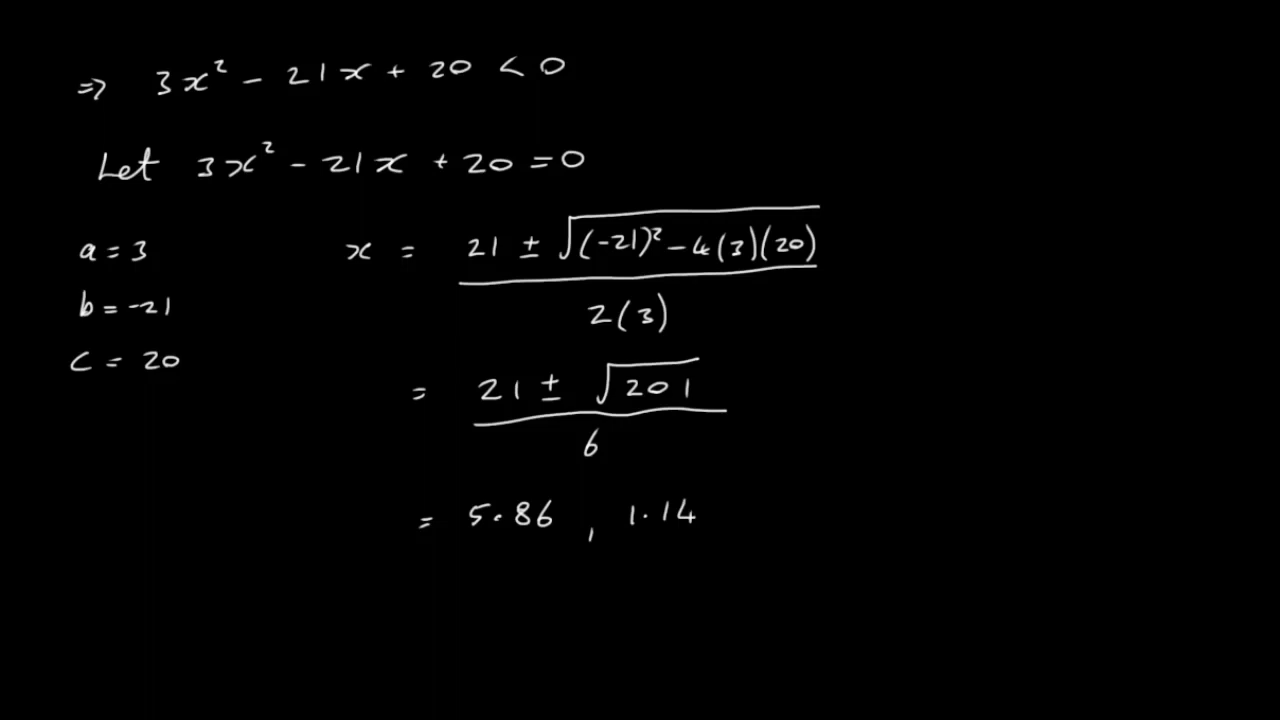 ⇒ 3x² - 21x + 20 < 0
Let 3x² - 21x + 20 = 0
a = 3
b = -21
c = 20
x = (21 ± √((-21)² - 4(3)(20))) / 2(3)
= (21 ± √201) / 6
= 5.86 , 1.14